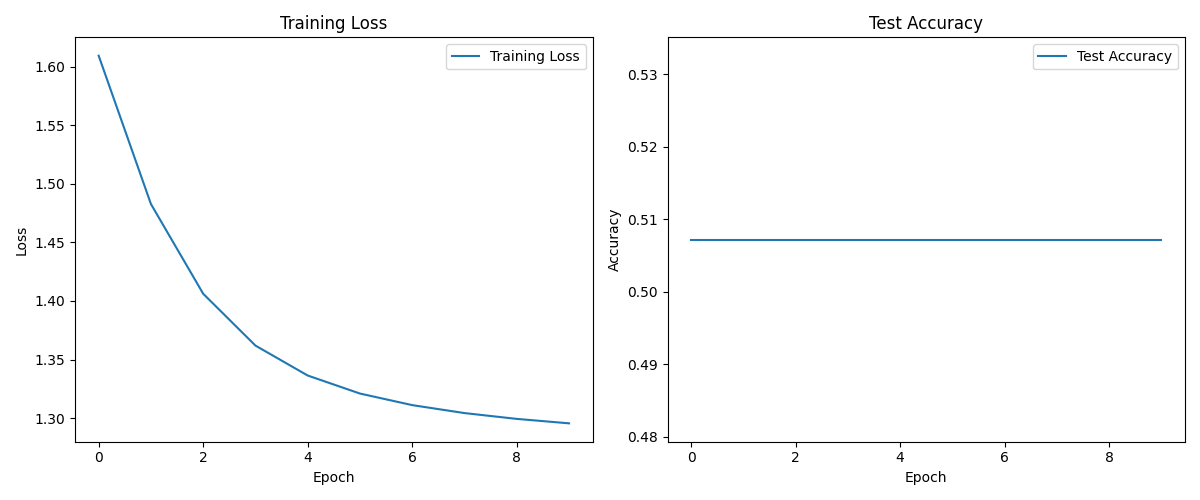 Training Loss
Training Loss
1.60
1.55
1.50
1.45
1.40
1.35
1.30
Loss
0 2 4 6 8
Epoch
Test Accuracy
Test Accuracy
0.53
0.52
0.51
0.50
0.49
0.48
Accuracy
0 2 4 6 8
Epoch